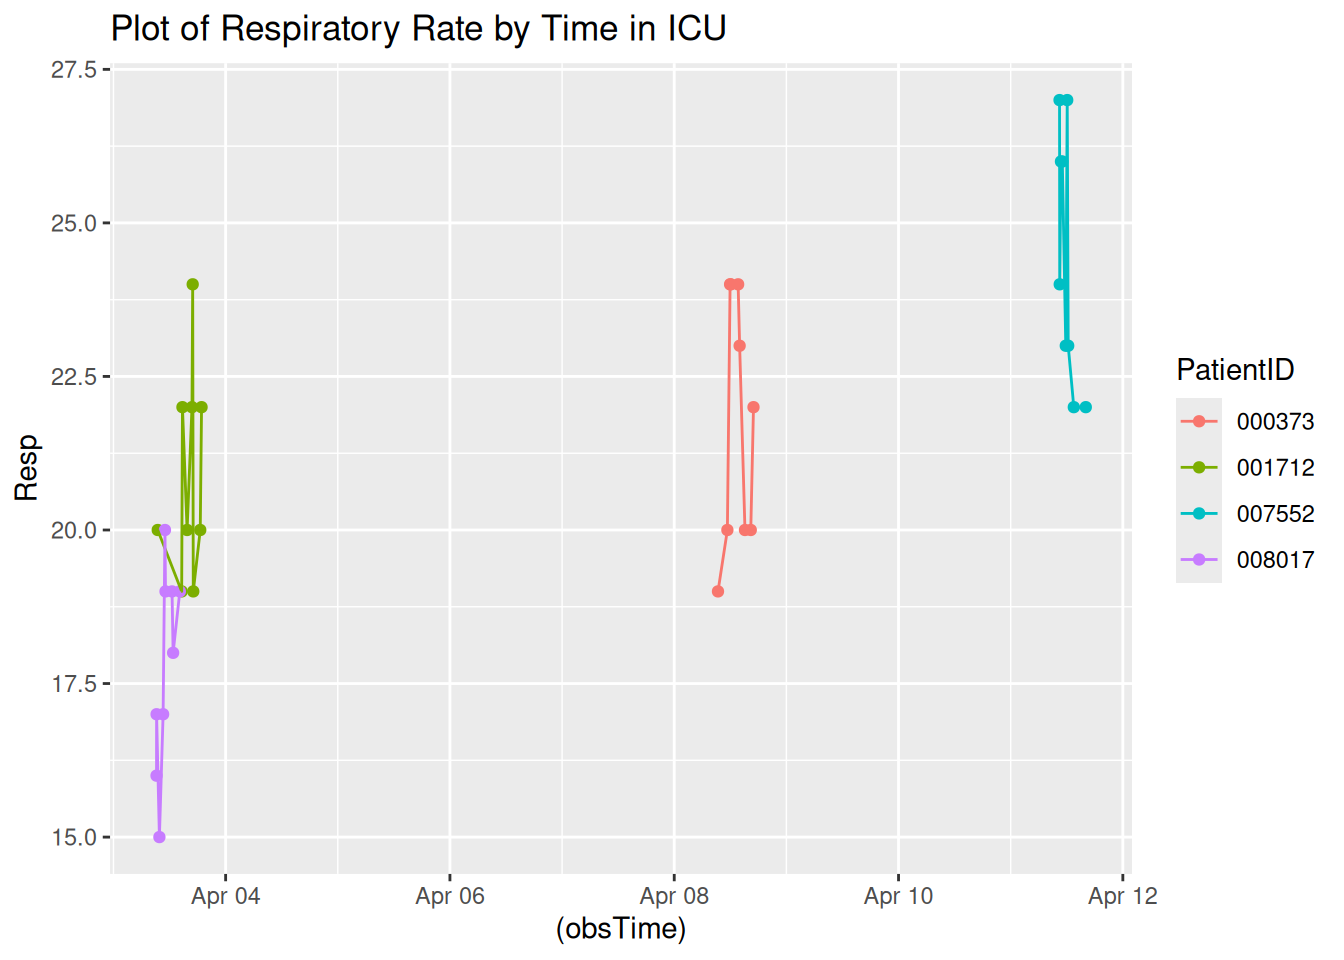 Plot of Respiratory Rate by Time in ICU
27.5
25.0
22.5
20.0
17.5
15.0
Resp
Apr 04 Apr 06 Apr 08 Apr 10 Apr 12
(obsTime)
PatientID
000373
001712
007552
008017